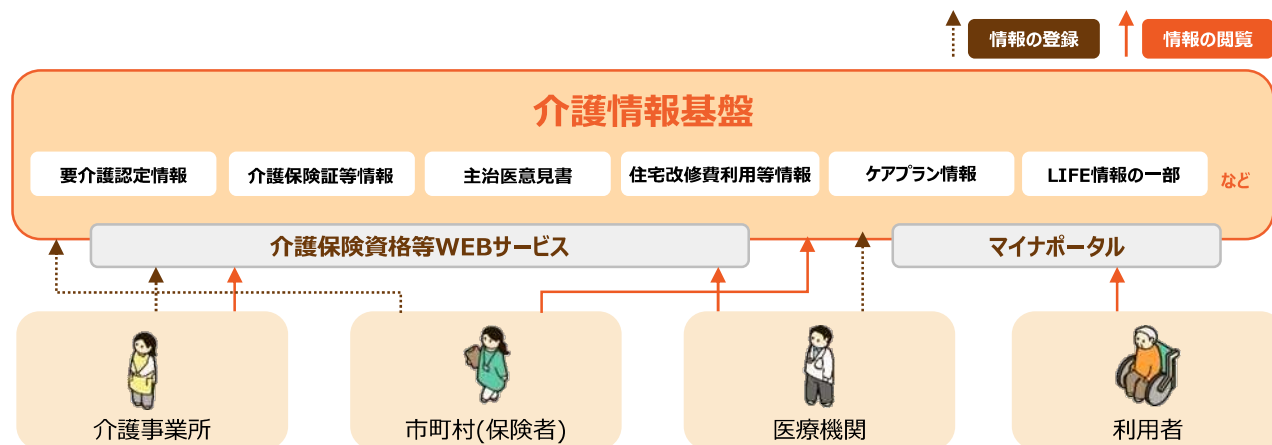 情報の登録
情報の閲覧
介護情報基盤
要介護認定情報
介護保険証等情報
主治医意見書
住宅改修費利用等情報
ケアプラン情報
LIFE情報の一部
など
介護保険資格等WEBサービス
マイナポータル
介護事業所
市町村(保険者)
医療機関
利用者